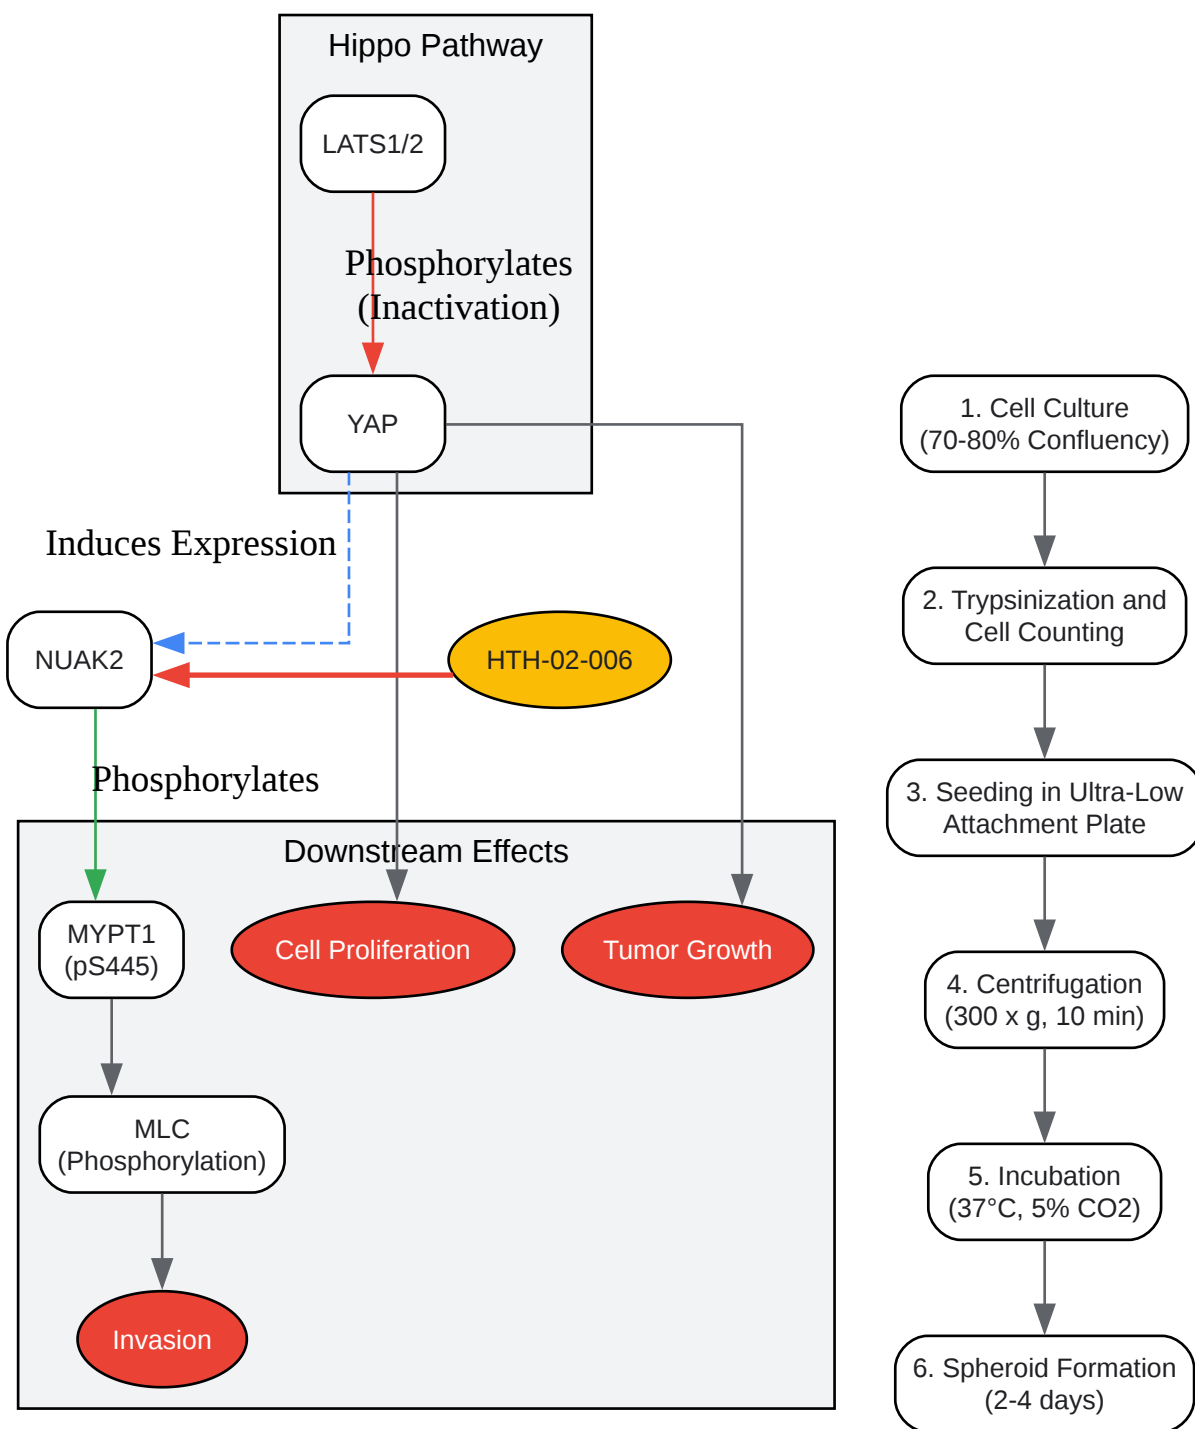 Hippo Pathway
LATS1/2
Phosphorylates
(Inactivation)
YAP
Induces Expression
NUAK2
HTH-02-006
Phosphorylates
Downstream Effects
MYPT1
(pS445)
Cell Proliferation
Tumor Growth
MLC
(Phosphorylation)
Invasion
1. Cell Culture
(70-80% Confluency)
2. Trypsinization and
Cell Counting
3. Seeding in Ultra-Low
Attachment Plate
4. Centrifugation
(300 x g, 10 min)
5. Incubation
(37°C, 5% CO2)
6. Spheroid Formation
(2-4 days)